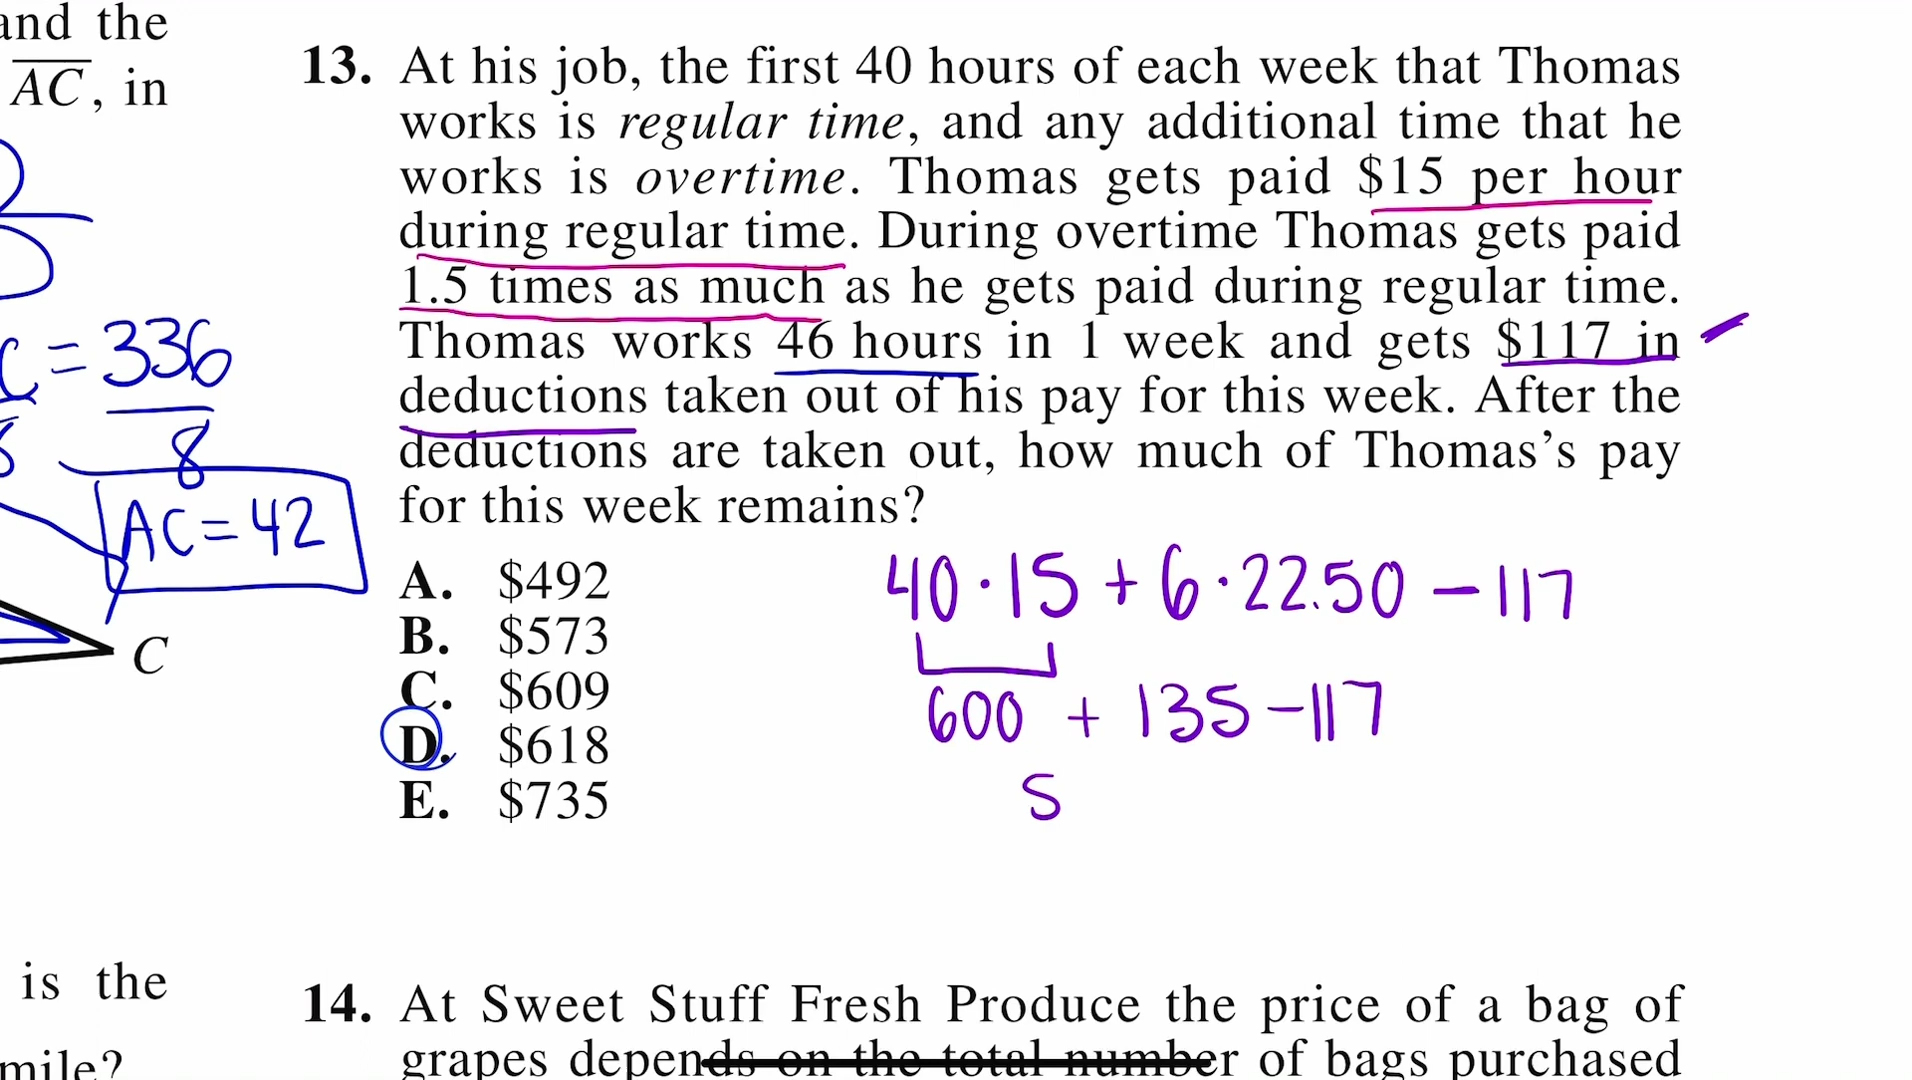 and the
AC, in
C = 336
8
AC = 42
C
is the
mile?
13. At his job, the first 40 hours of each week that Thomas
works is regular time, and any additional time that he
works is overtime. Thomas gets paid $15 per hour
during regular time. During overtime Thomas gets paid
1.5 times as much as he gets paid during regular time.
Thomas works 46 hours in 1 week and gets $117 in
deductions taken out of his pay for this week. After the
deductions are taken out, how much of Thomas's pay
for this week remains?
A. $492
B. $573
C. $609
D. $618
E. $735
40 · 15 + 6 · 22.50 – 117
600 + 135 – 117
S
14. At Sweet Stuff Fresh Produce the price of a bag of
grapes depends on the total number of bags purchased